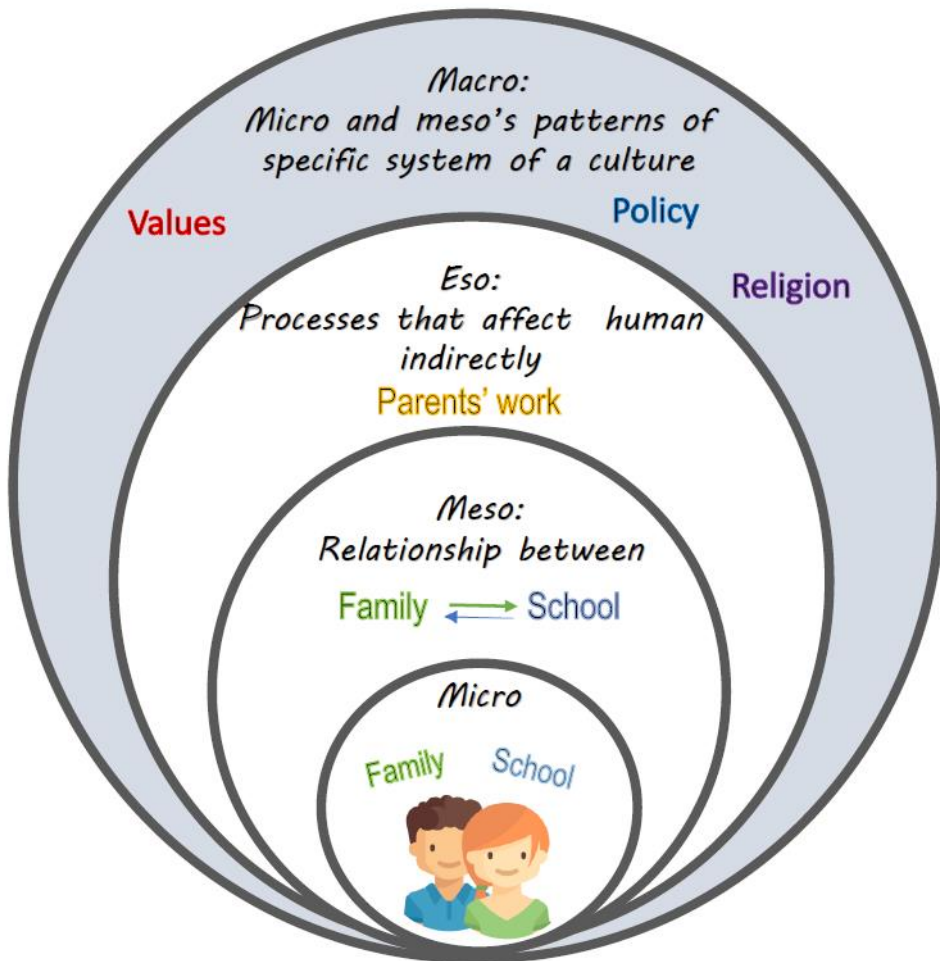 Macro:
Micro and meso's patterns of
specific system of a culture
Values
Policy
Religion
Eso:
Processes that affect human
indirectly
Parents' work
Meso:
Relationship between
Family School
Micro
Family School